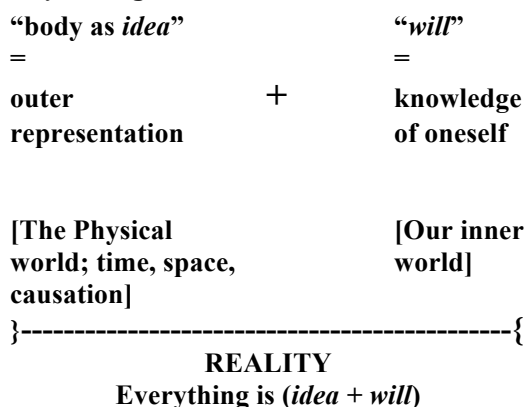 “body as idea” “will”
= =
outer + knowledge
representation of oneself
[The Physical [Our inner
world; time, space, world]
causation]
}-----------------------------------------------{
REALITY
Everything is (idea + will)